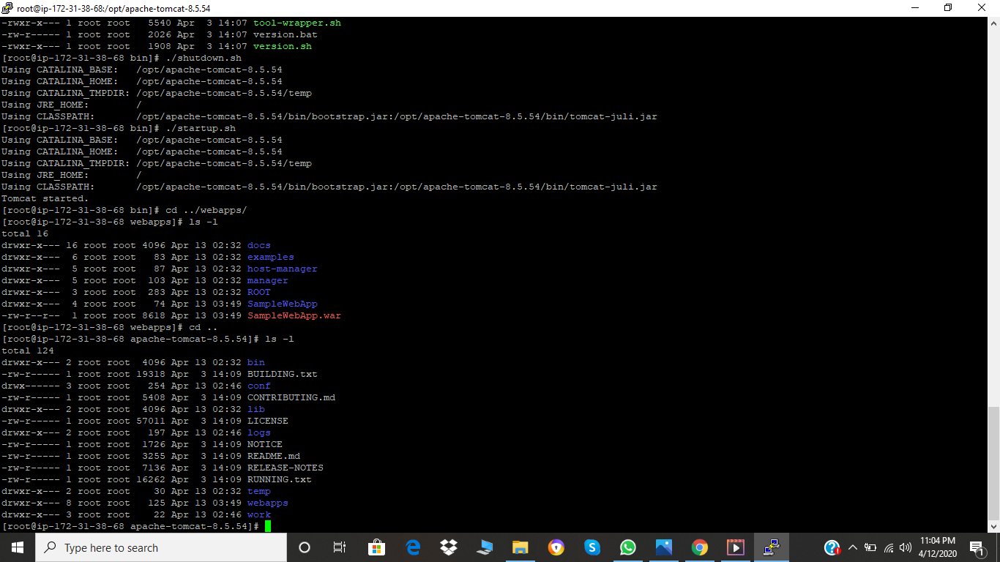 root@ip-172-31-38-68:/opt/apache-tomcat-8.5.54
-rwxr-x--- 1 root root   5540 Apr  3 14:07 tool-wrapper.sh
-rw-r----- 1 root root   2026 Apr  3 14:07 version.bat
-rwxr-x--- 1 root root   1908 Apr  3 14:07 version.sh
[root@ip-172-31-38-68 bin]# ./shutdown.sh
Using CATALINA_BASE:   /opt/apache-tomcat-8.5.54
Using CATALINA_HOME:   /opt/apache-tomcat-8.5.54
Using CATALINA_TMPDIR: /opt/apache-tomcat-8.5.54/temp
Using JRE_HOME:        /
Using CLASSPATH:       /opt/apache-tomcat-8.5.54/bin/bootstrap.jar:/opt/apache-tomcat-8.5.54/bin/tomcat-juli.jar
[root@ip-172-31-38-68 bin]# ./startup.sh
Using CATALINA_BASE:   /opt/apache-tomcat-8.5.54
Using CATALINA_HOME:   /opt/apache-tomcat-8.5.54
Using CATALINA_TMPDIR: /opt/apache-tomcat-8.5.54/temp
Using JRE_HOME:        /
Using CLASSPATH:       /opt/apache-tomcat-8.5.54/bin/bootstrap.jar:/opt/apache-tomcat-8.5.54/bin/tomcat-juli.jar
Tomcat started.
[root@ip-172-31-38-68 bin]# cd ../webapps/
[root@ip-172-31-38-68 webapps]# ls -l
total 16
drwxr-x--- 16 root root 4096 Apr 13 02:32 docs
drwxr-x---  6 root root   83 Apr 13 02:32 examples
drwxr-x---  5 root root   87 Apr 13 02:32 host-manager
drwxr-x---  5 root root  103 Apr 13 02:32 manager
drwxr-x---  3 root root  283 Apr 13 02:32 ROOT
drwxr-x---  4 root root   74 Apr 13 03:49 SampleWebApp
-rw-r--r--  1 root root 8618 Apr 13 03:49 SampleWebApp.war
[root@ip-172-31-38-68 webapps]# cd ..
[root@ip-172-31-38-68 apache-tomcat-8.5.54]# ls -l
total 124
drwxr-x--- 2 root root  4096 Apr 13 02:32 bin
-rw-r----- 1 root root 19318 Apr  3 14:09 BUILDING.txt
drwx------ 3 root root   254 Apr 13 02:46 conf
-rw-r----- 1 root root  5408 Apr  3 14:09 CONTRIBUTING.md
drwxr-x--- 2 root root  4096 Apr 13 02:32 lib
-rw-r----- 1 root root 57011 Apr  3 14:09 LICENSE
drwxr-x--- 2 root root   197 Apr 13 02:46 logs
-rw-r----- 1 root root  1726 Apr  3 14:09 NOTICE
-rw-r----- 1 root root  3255 Apr  3 14:09 README.md
-rw-r----- 1 root root  7136 Apr  3 14:09 RELEASE-NOTES
-rw-r----- 1 root root 16262 Apr  3 14:09 RUNNING.txt
drwxr-x--- 2 root root    30 Apr 13 02:32 temp
drwxr-x--- 8 root root   125 Apr 13 03:49 webapps
drwxr-x--- 3 root root    22 Apr 13 02:46 work
[root@ip-172-31-38-68 apache-tomcat-8.5.54]#
Type here to search
11:04 PM
4/12/2020
1